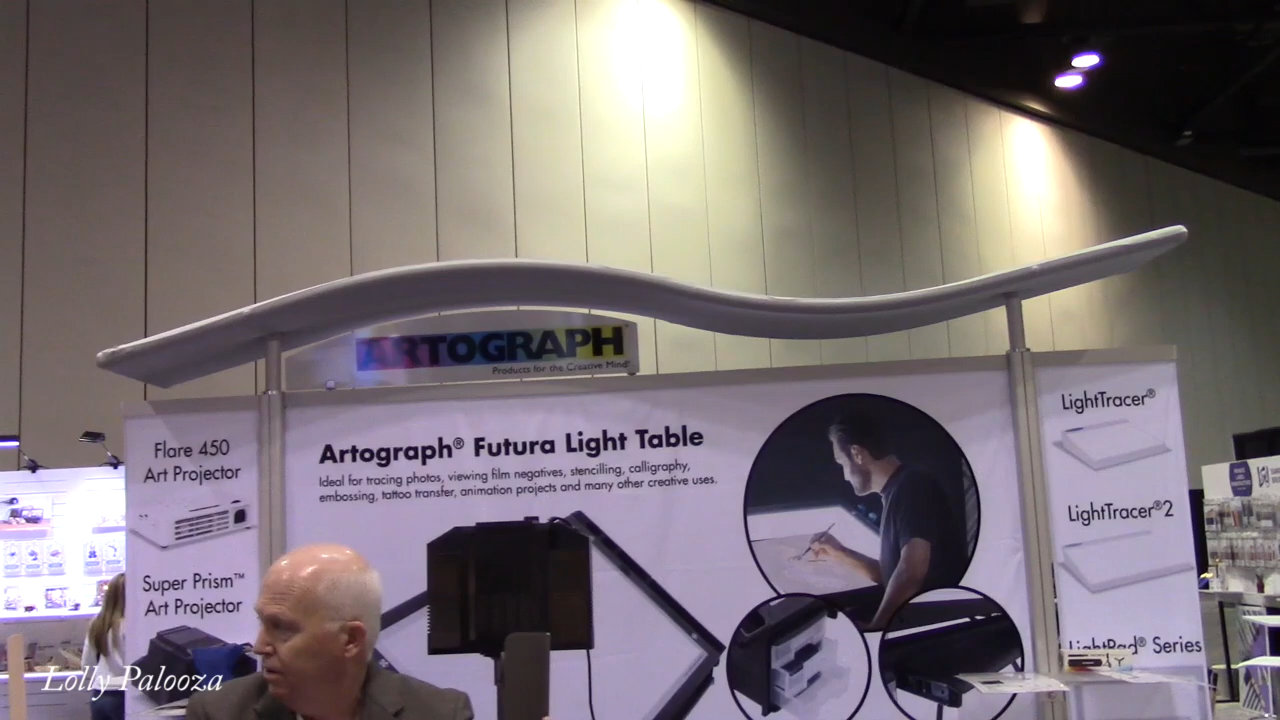 ARTOGRAPH™
Products for the Creative Mind®
Flare 450
Art Projector
Super Prism™
Art Projector
Artograph® Futura Light Table
Ideal for tracing photos, viewing film negatives, stencilling, calligraphy,
embossing, tattoo transfer, animation projects and many other creative uses.
LightTracer®
LightTracer®2
LightPad® Series
Lolly Palooza